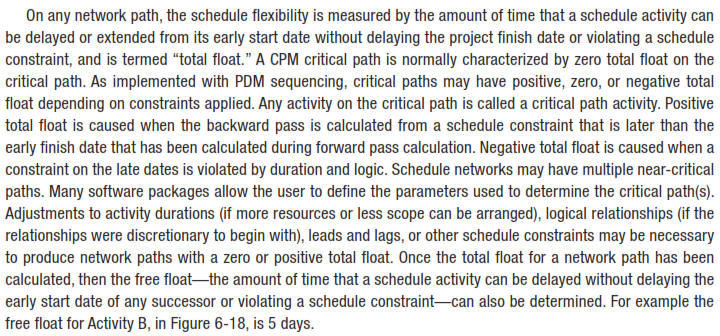 On any network path, the schedule flexibility is measured by the amount of time that a schedule activity can
be delayed or extended from its early start date without delaying the project finish date or violating a schedule
constraint, and is termed “total float.” A CPM critical path is normally characterized by zero total float on the
critical path. As implemented with PDM sequencing, critical paths may have positive, zero, or negative total
float depending on constraints applied. Any activity on the critical path is called a critical path activity. Positive
total float is caused when the backward pass is calculated from a schedule constraint that is later than the
early finish date that has been calculated during forward pass calculation. Negative total float is caused when a
constraint on the late dates is violated by duration and logic. Schedule networks may have multiple near-critical
paths. Many software packages allow the user to define the parameters used to determine the critical path(s).
Adjustments to activity durations (if more resources or less scope can be arranged), logical relationships (if the
relationships were discretionary to begin with), leads and lags, or other schedule constraints may be necessary
to produce network paths with a zero or positive total float. Once the total float for a network path has been
calculated, then the free float—the amount of time that a schedule activity can be delayed without delaying the
early start date of any successor or violating a schedule constraint—can also be determined. For example the
free float for Activity B, in Figure 6-18, is 5 days.